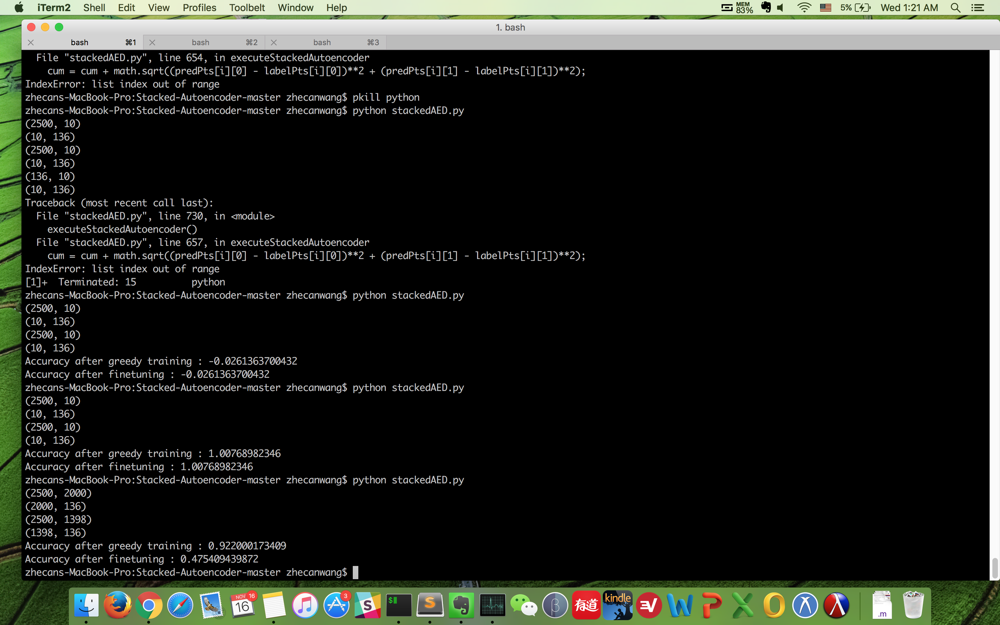 iTerm2 Shell Edit View Profiles Toolbelt Window Help MEM 83% 5% Wed 1:21 AM
1. bash
bash ⌘1 bash ⌘2 bash ⌘3
File "stackedAED.py", line 654, in executeStackedAutoencoder
cum = cum + math.sqrt((predPts[i][0] - labelPts[i][0])**2 + (predPts[i][1] - labelPts[i][1])**2);
IndexError: list index out of range
zhecans-MacBook-Pro:Stacked-Autoencoder-master zhecanwang$ pkill python
zhecans-MacBook-Pro:Stacked-Autoencoder-master zhecanwang$ python stackedAED.py
(2500, 10)
(10, 136)
(2500, 10)
(10, 136)
(136, 10)
(10, 136)
Traceback (most recent call last):
File "stackedAED.py", line 730, in <module>
executeStackedAutoencoder()
File "stackedAED.py", line 657, in executeStackedAutoencoder
cum = cum + math.sqrt((predPts[i][0] - labelPts[i][0])**2 + (predPts[i][1] - labelPts[i][1])**2);
IndexError: list index out of range
[1]+  Terminated: 15          python
zhecans-MacBook-Pro:Stacked-Autoencoder-master zhecanwang$ python stackedAED.py
(2500, 10)
(10, 136)
(2500, 10)
(10, 136)
Accuracy after greedy training : -0.0261363700432
Accuracy after finetuning : -0.0261363700432
zhecans-MacBook-Pro:Stacked-Autoencoder-master zhecanwang$ python stackedAED.py
(2500, 10)
(10, 136)
(2500, 10)
(10, 136)
Accuracy after greedy training : 1.00768982346
Accuracy after finetuning : 1.00768982346
zhecans-MacBook-Pro:Stacked-Autoencoder-master zhecanwang$ python stackedAED.py
(2500, 2000)
(2000, 136)
(2500, 1398)
(1398, 136)
Accuracy after greedy training : 0.922000173409
Accuracy after finetuning : 0.475409439872
zhecans-MacBook-Pro:Stacked-Autoencoder-master zhecanwang$
NOV 16 3
16 S $ S β 有道 kindle W P X O .m